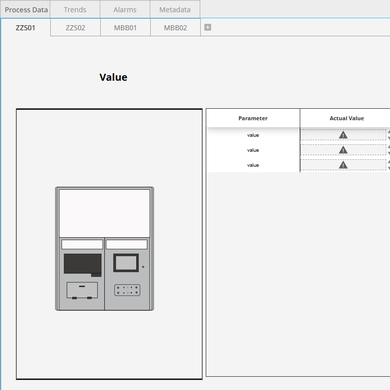 Process Data Trends Alarms Metadata
ZZS01 ZZS02 MBB01 MBB02
Value
Parameter Actual Value
value
value
value